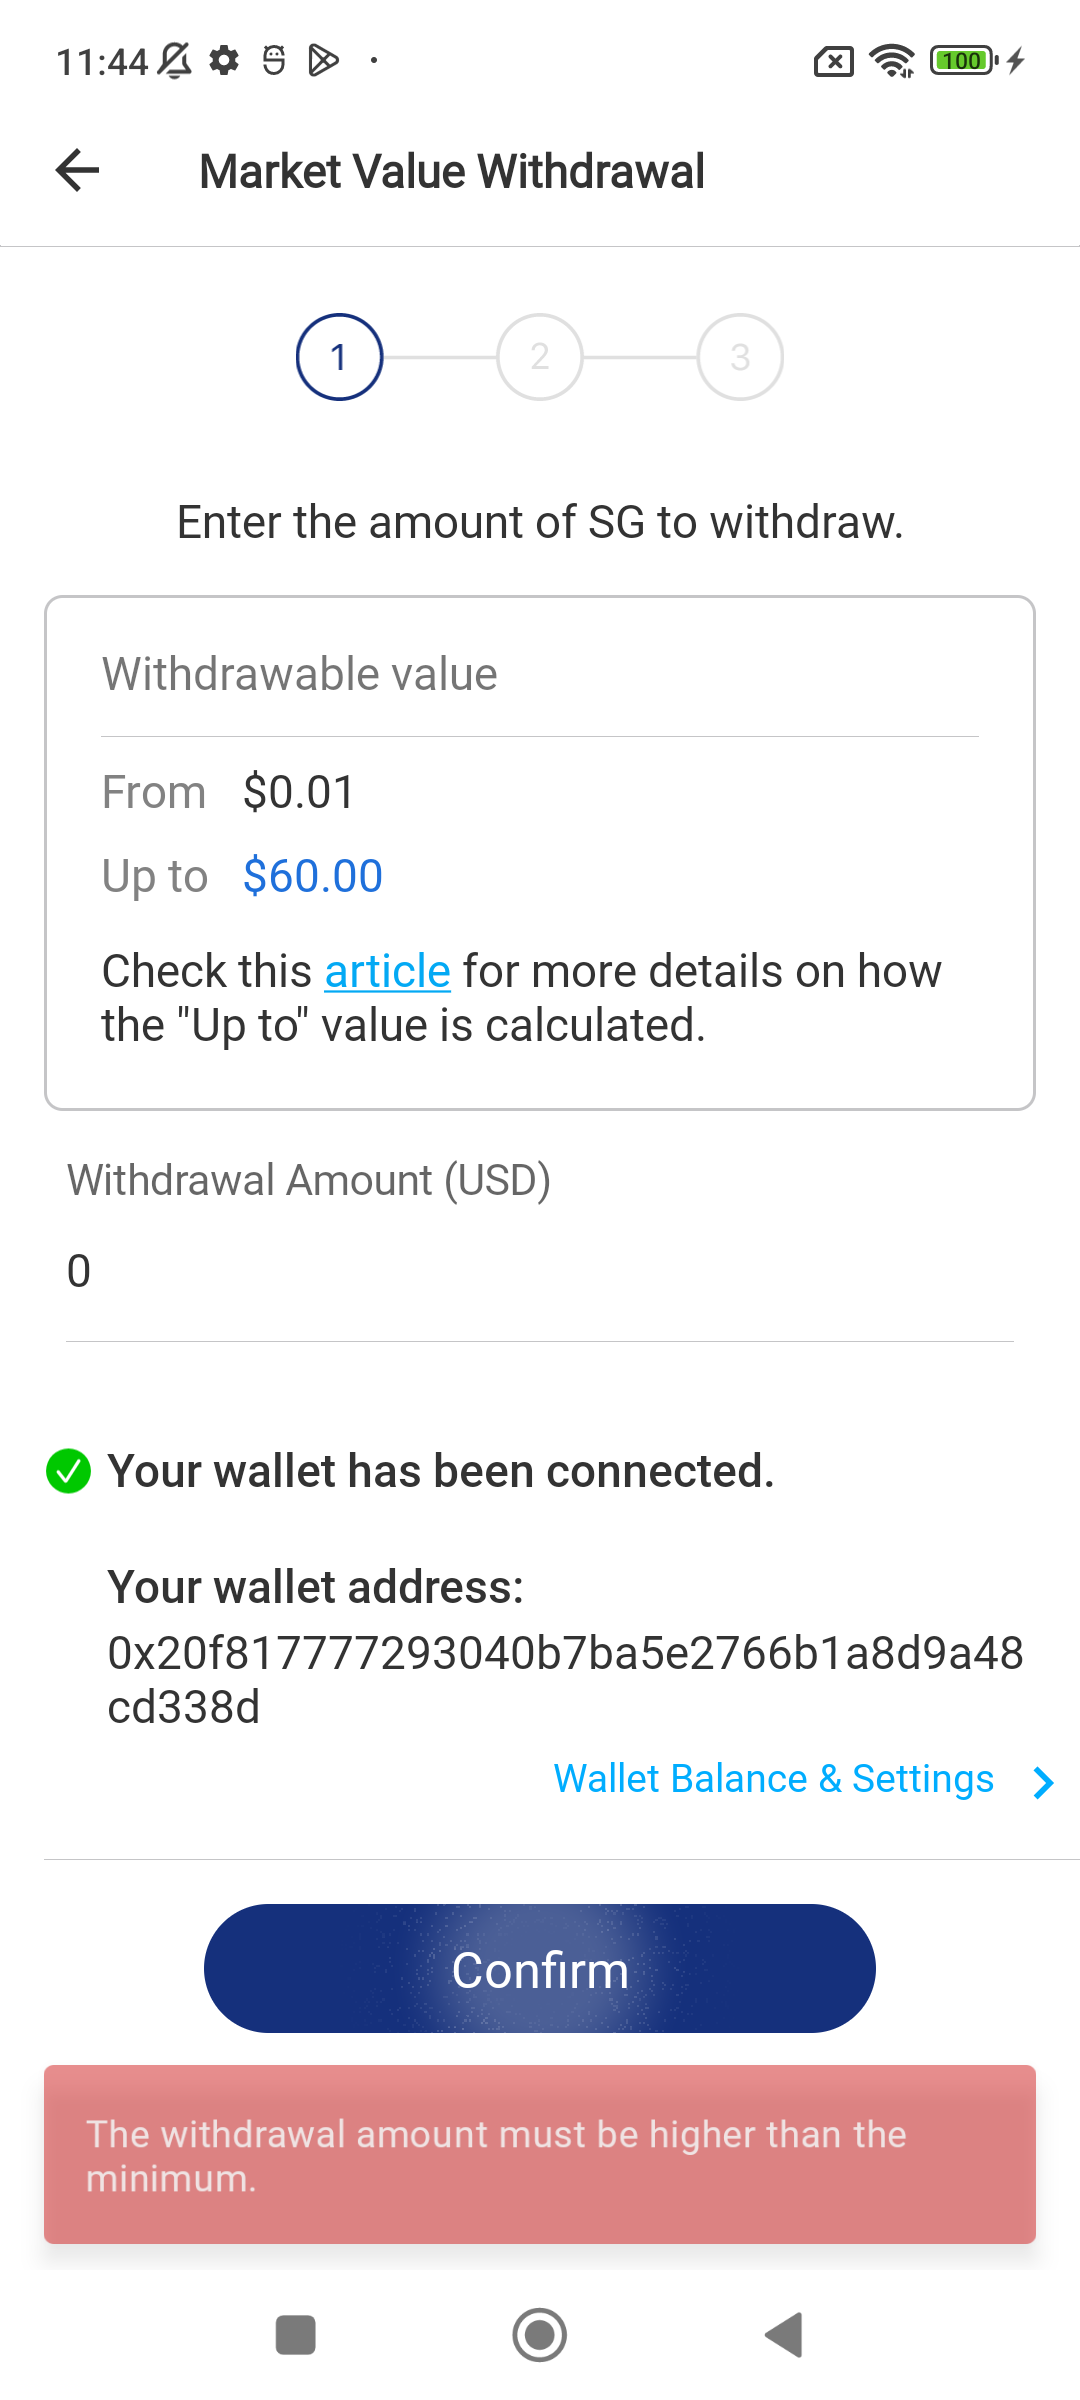 11:44
100
Market Value Withdrawal
1 2 3
Enter the amount of SG to withdraw.
Withdrawable value
From $0.01
Up to $60.00
Check this article for more details on how
the "Up to" value is calculated.
Withdrawal Amount (USD)
0
Your wallet has been connected.
Your wallet address:
0x20f817777293040b7ba5e2766b1a8d9a48
cd338d
Wallet Balance & Settings
Confirm
The withdrawal amount must be higher than the
minimum.